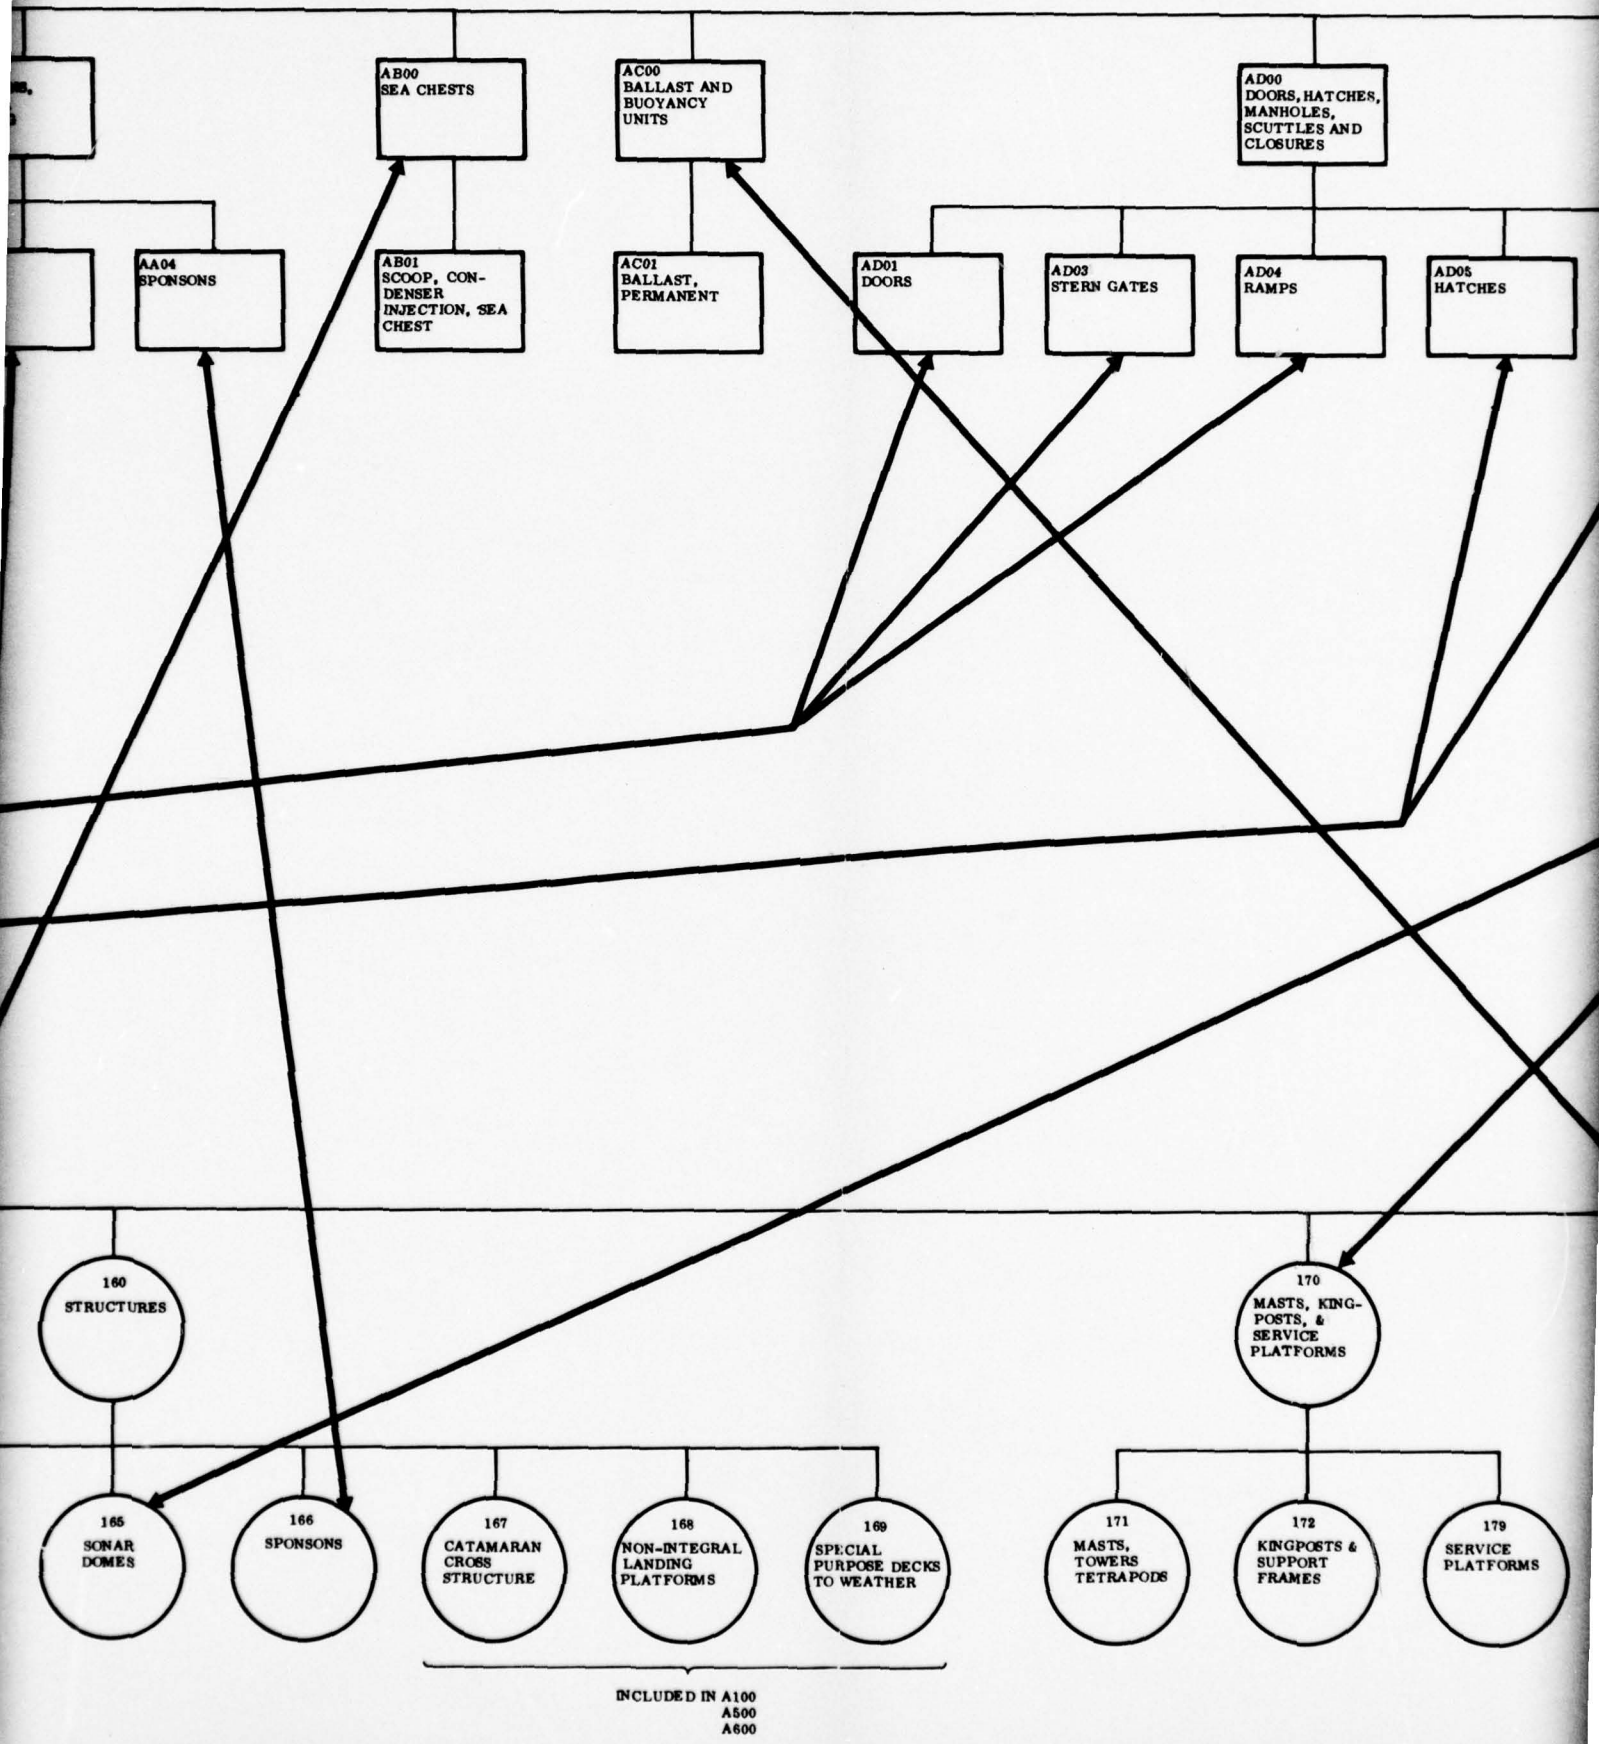 AB00
SEA CHESTS
AC00
BALLAST AND
BUOYANCY
UNITS
AD00
DOORS, HATCHES,
MANHOLES,
SCUTTLES AND
CLOSURES
AA04
SPONSONS
AB01
SCOOP, CON-
DENSER
INJECTION, SEA
CHEST
AC01
BALLAST,
PERMANENT
AD01
DOORS
AD03
STERN GATES
AD04
RAMPS
AD05
HATCHES
160
STRUCTURES
170
MASTS, KING-
POSTS, &
SERVICE
PLATFORMS
165
SONAR
DOMES
166
SPONSONS
167
CATAMARAN
CROSS
STRUCTURE
168
NON-INTEGRAL
LANDING
PLATFORMS
169
SPECIAL
PURPOSE DECKS
TO WEATHER
171
MASTS,
TOWERS
TETRAPODS
172
KINGPOSTS &
SUPPORT
FRAMES
179
SERVICE
PLATFORMS
INCLUDED IN A100
A500
A600